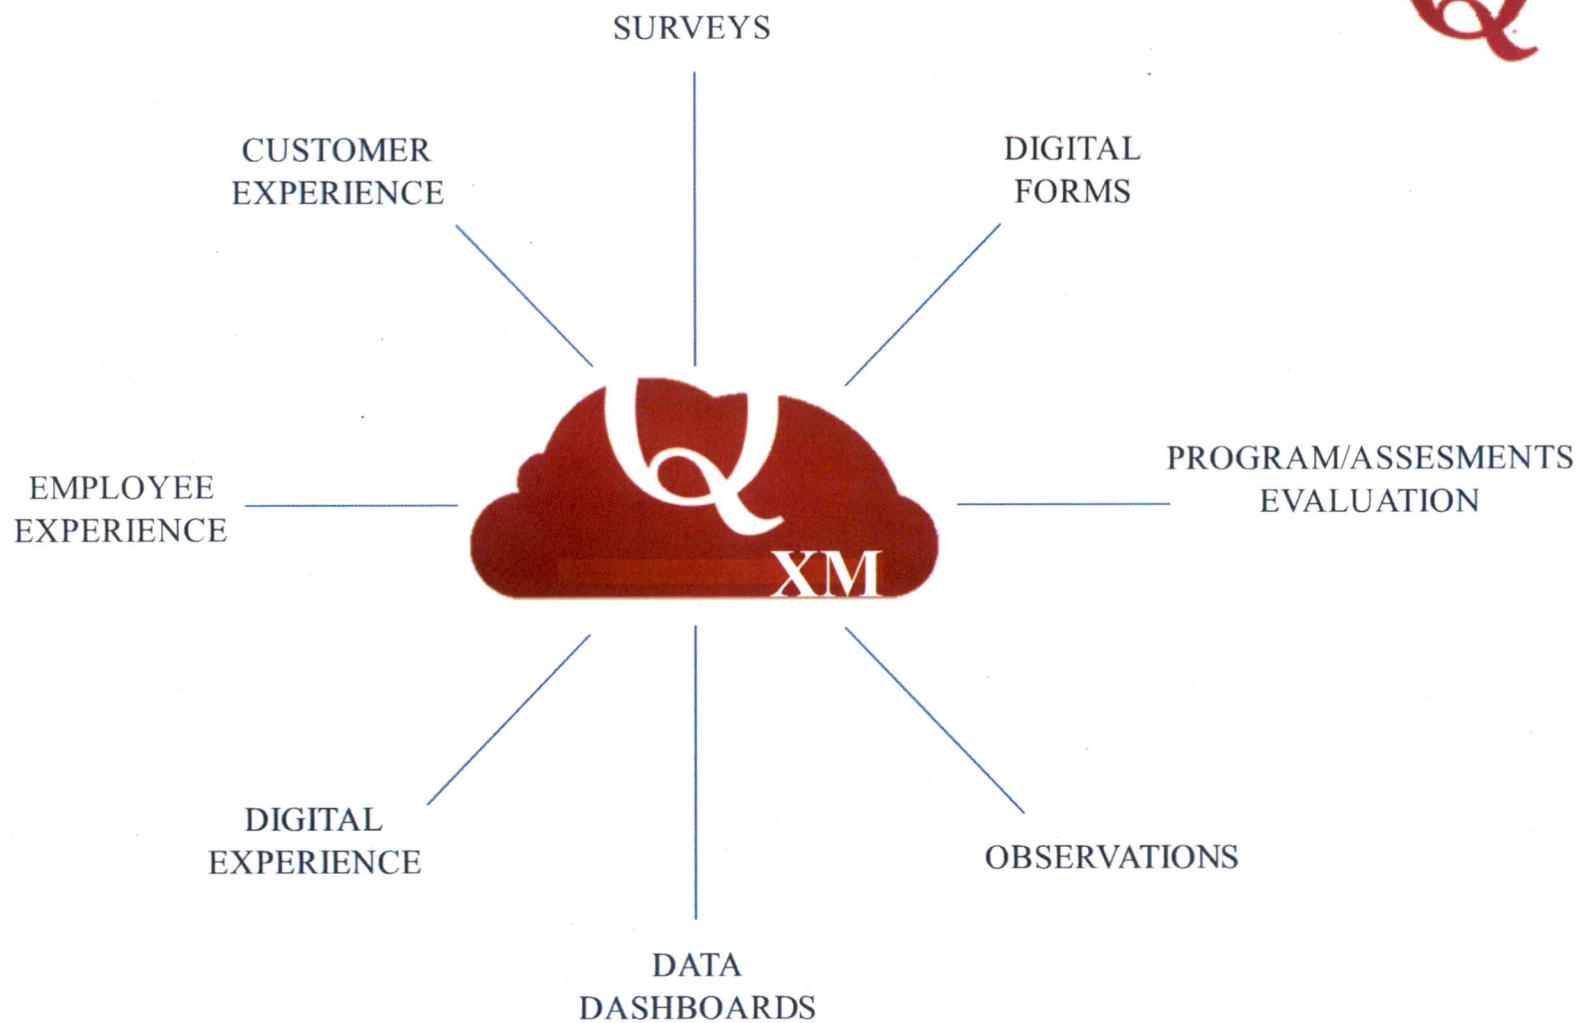 SURVEYS
Q
CUSTOMER
EXPERIENCE
DIGITAL
FORMS
Q
XM
EMPLOYEE
EXPERIENCE
PROGRAM/ASSESMENTS
EVALUATION
DIGITAL
EXPERIENCE
OBSERVATIONS
DATA
DASHBOARDS